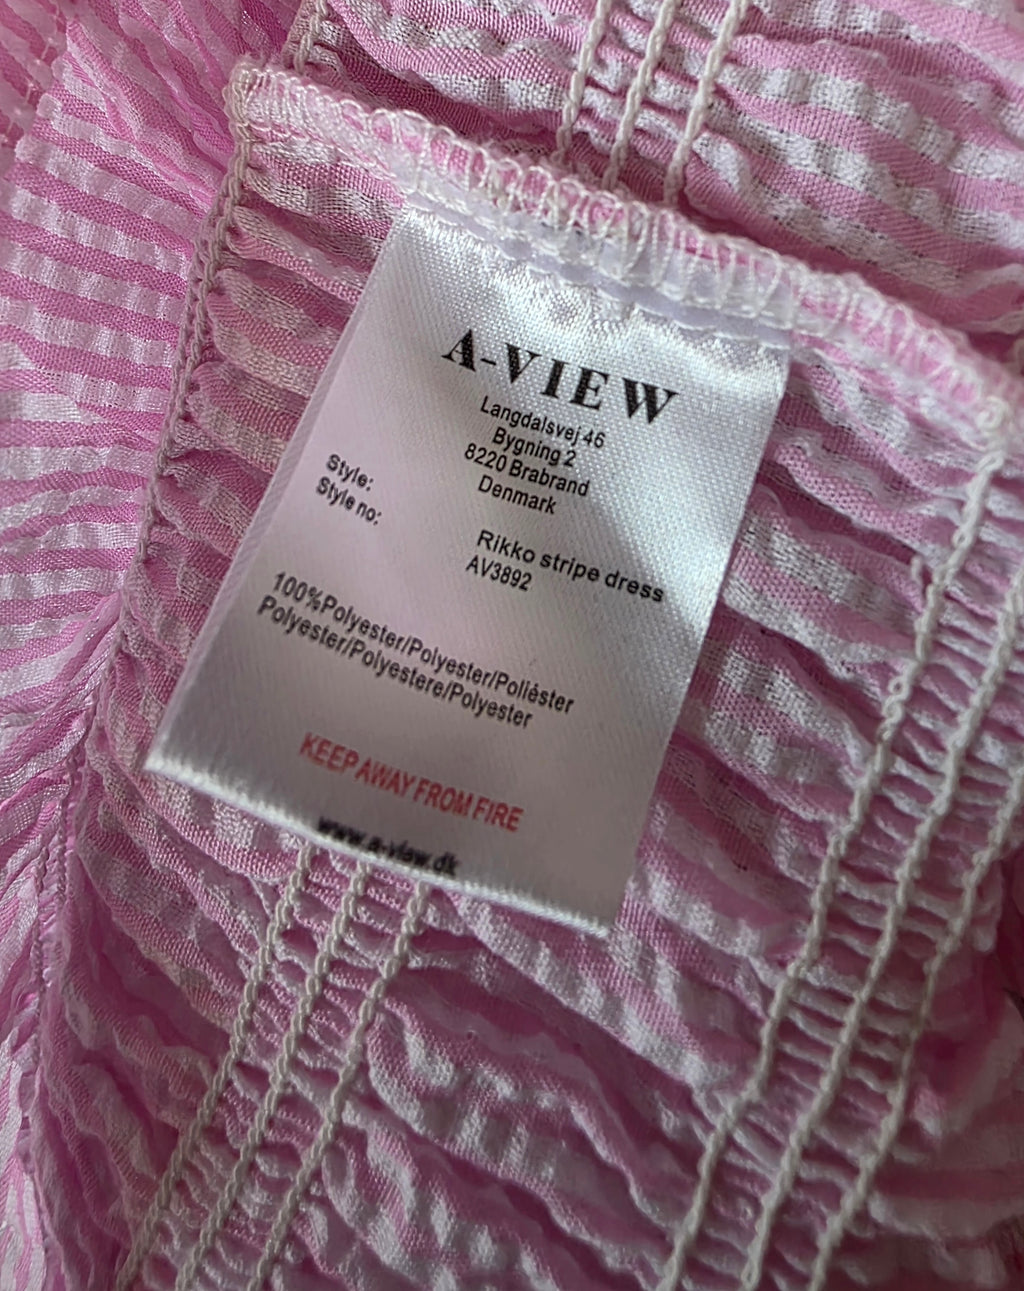 A-VIEW
Langdalsvej 46
Bygning 2
8220 Brabrand
Denmark
Style: Rikko stripe dress
Style no: AV3892
100%Polyester/Polyester/Poliéster
Polyester/Polyestere/Polyester
KEEP AWAY FROM FIRE
www.a-view.dk